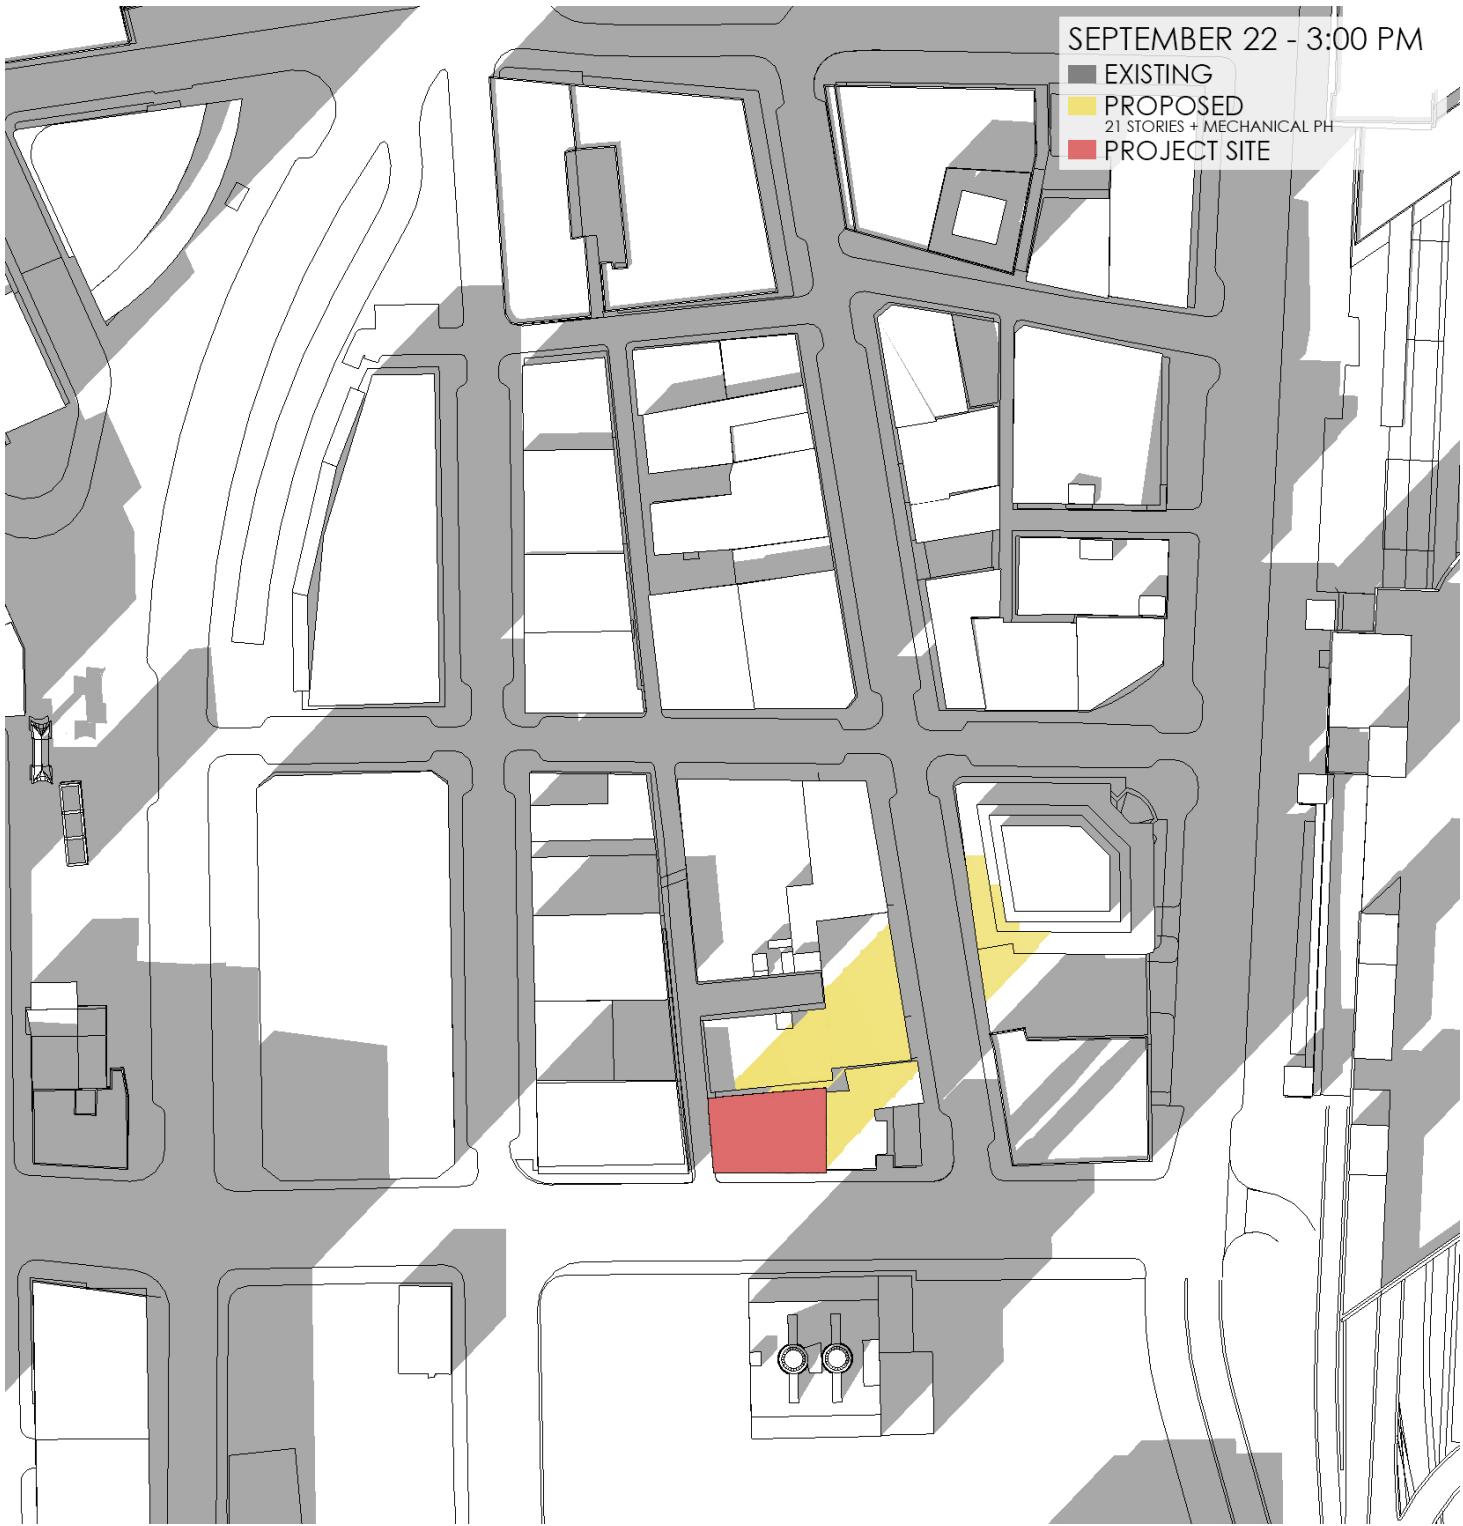 SEPTEMBER 22 - 3:00 PM
EXISTING
PROPOSED
21 STORIES + MECHANICAL PH
PROJECT SITE